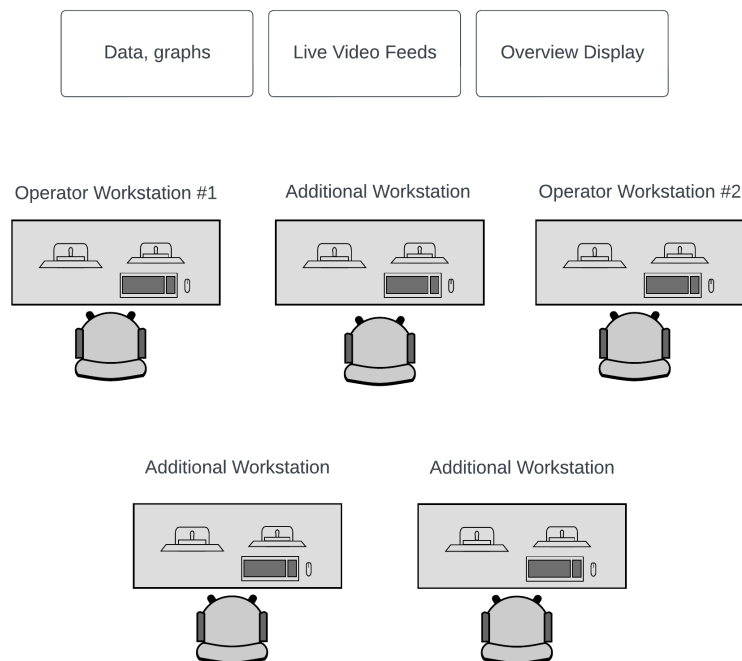 Data, graphs
Live Video Feeds
Overview Display
Operator Workstation #1
Additional Workstation
Operator Workstation #2
Additional Workstation
Additional Workstation